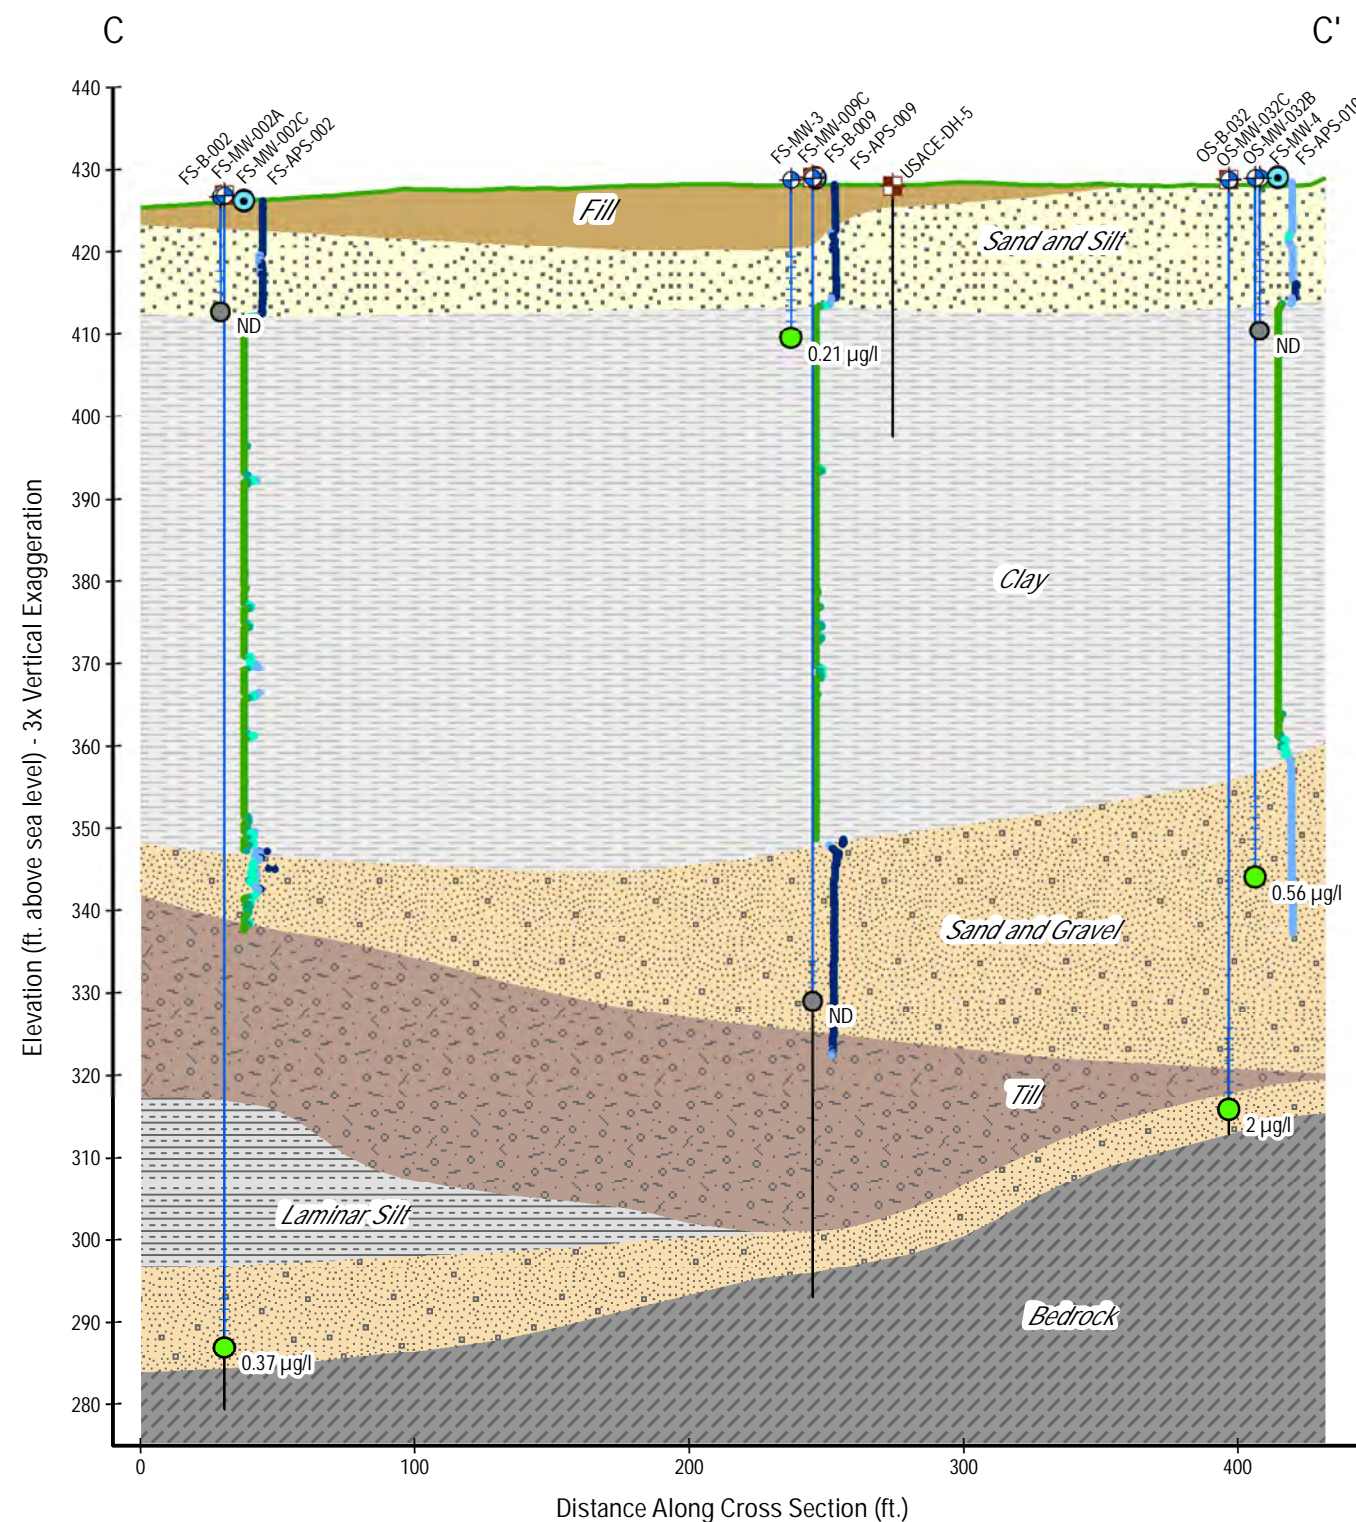 C
C'
440
430
420
410
400
390
380
370
360
350
340
330
320
310
300
290
280
Elevation (ft. above sea level) - 3x Vertical Exaggeration
FS-B-002
FS-MW-002A
FS-MW-002C
FS-APS-002
FS-MW-3
FS-MW-009C
FS-B-009
FS-APS-009
USACE-DH-5
OS-B-032
OS-MW-032C
OS-MW-032B
FS-MW-4
FS-APS-010
Fill
Sand and Silt
ND
0.21 µg/l
ND
Clay
0.56 µg/l
Sand and Gravel
ND
Till
2 µg/l
Laminar Silt
Bedrock
0.37 µg/l
0
100
200
300
400
Distance Along Cross Section (ft.)